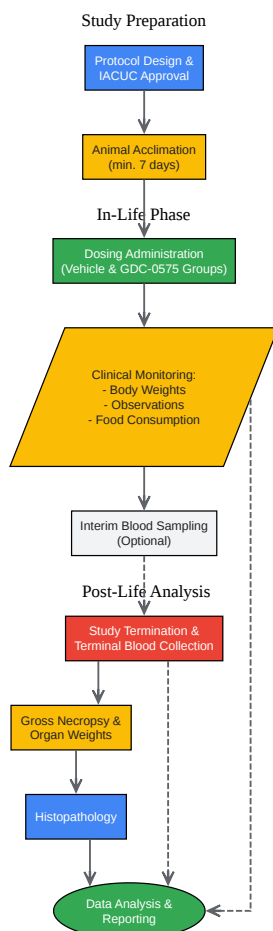 Study Preparation
Protocol Design &
IACUC Approval
Animal Acclimation
(min. 7 days)
In-Life Phase
Dosing Administration
(Vehicle & GDC-0575 Groups)
Clinical Monitoring:
- Body Weights
- Observations
- Food Consumption
Interim Blood Sampling
(Optional)
Post-Life Analysis
Study Termination &
Terminal Blood Collection
Gross Necropsy &
Organ Weights
Histopathology
Data Analysis &
Reporting